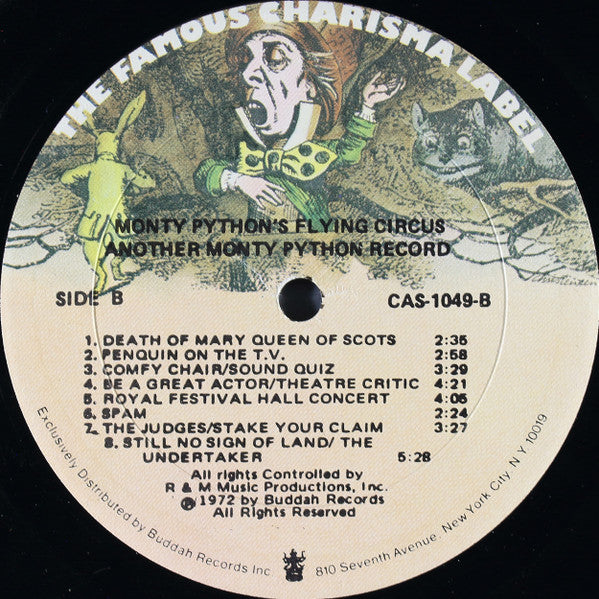 THE FAMOUS CHARISMA LABEL
MONTY PYTHON'S FLYING CIRCUS
ANOTHER MONTY PYTHON RECORD
SIDE B
CAS-1049-B
1. DEATH OF MARY QUEEN OF SCOTS 2:35
2. PENQUIN ON THE T.V. 2:58
3. COMFY CHAIR/SOUND QUIZ 3:29
4. BE A GREAT ACTOR/THEATRE CRITIC 4:21
5. ROYAL FESTIVAL HALL CONCERT 4:05
6. SPAM 2:24
7. THE JUDGES/STAKE YOUR CLAIM 3:27
8. STILL NO SIGN OF LAND/ THE
UNDERTAKER 5:28
All rights Controlled by
R & M Music Productions, Inc.
℗ 1972 by Buddah Records
All Rights Reserved
Exclusively Distributed by Buddah Records Inc 810 Seventh Avenue, New York City, N Y 10019